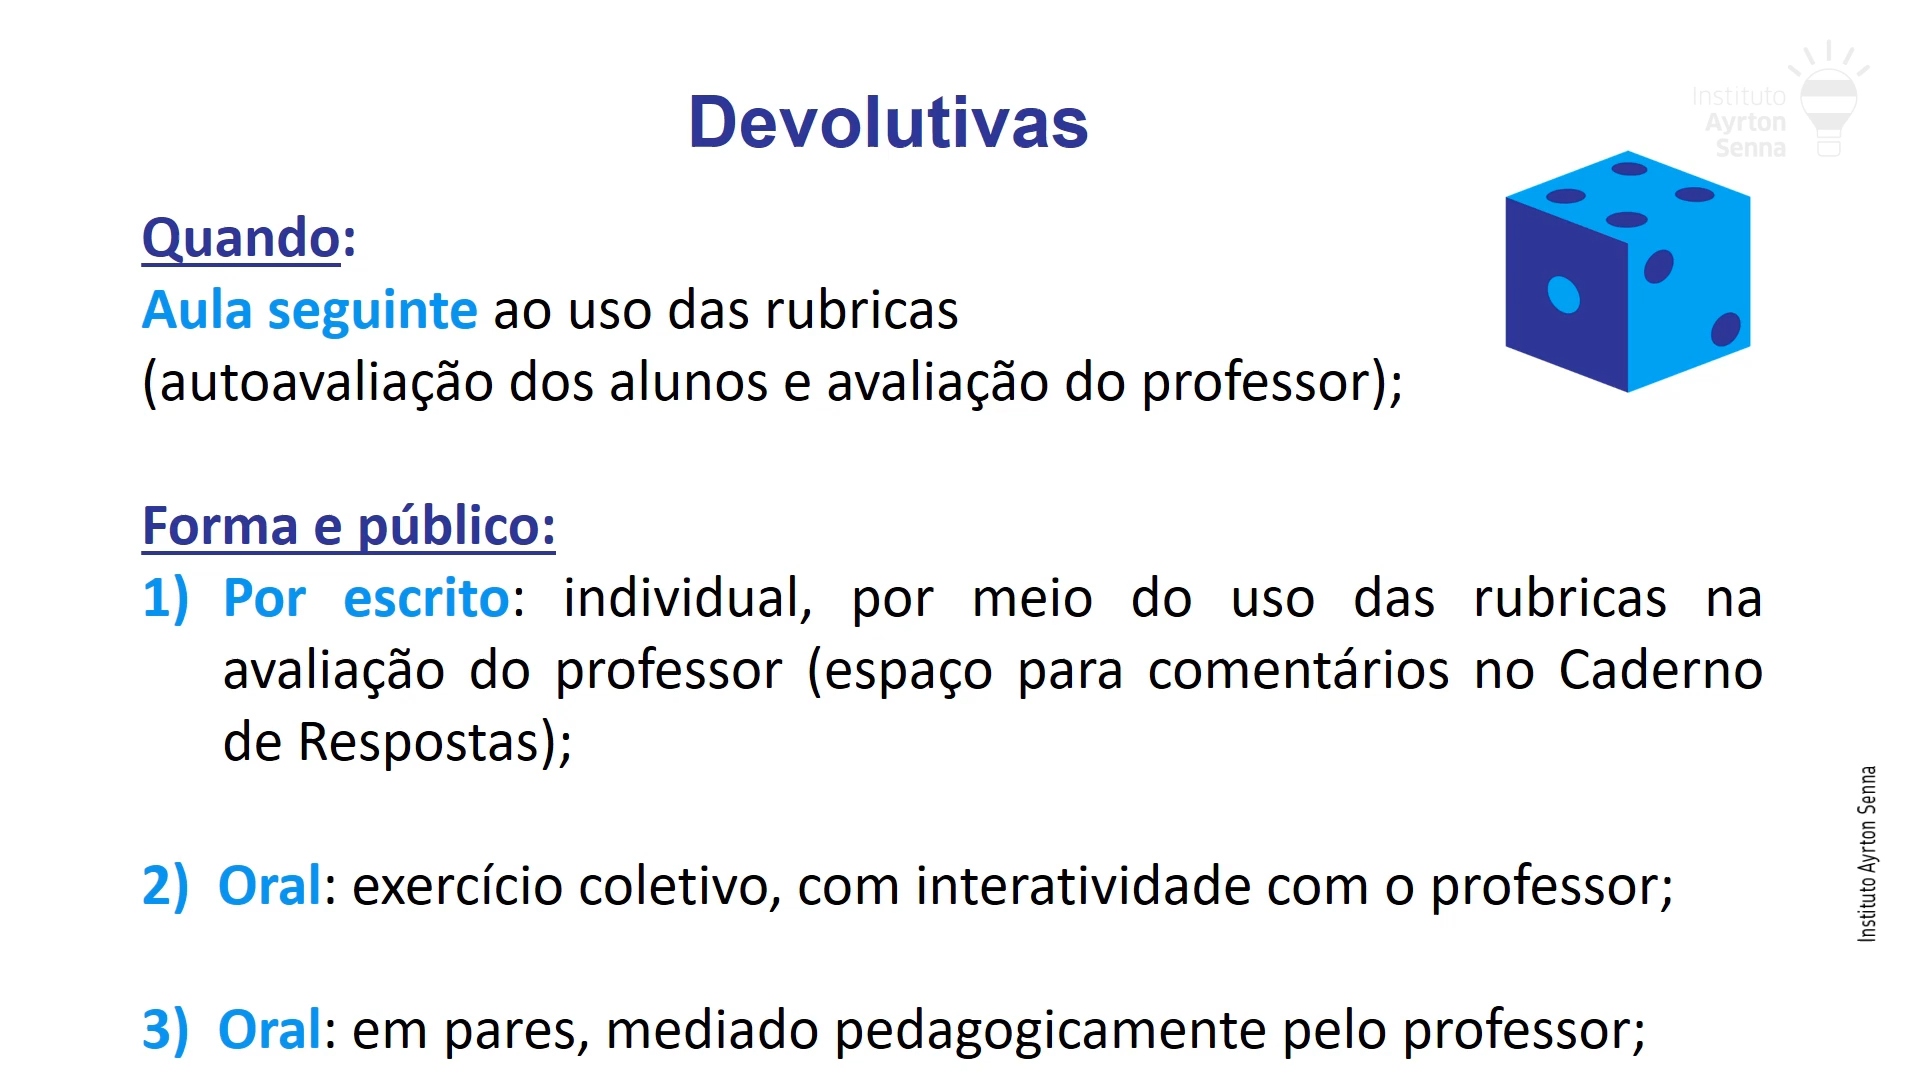 Instituto
Ayrton
Senna
Devolutivas
Quando:
Aula seguinte ao uso das rubricas
(autoavaliação dos alunos e avaliação do professor);
Forma e público:
1) Por escrito: individual, por meio do uso das rubricas na
avaliação do professor (espaço para comentários no Caderno
de Respostas);
2) Oral: exercício coletivo, com interatividade com o professor;
3) Oral: em pares, mediado pedagogicamente pelo professor;
Instituto Ayrton Senna